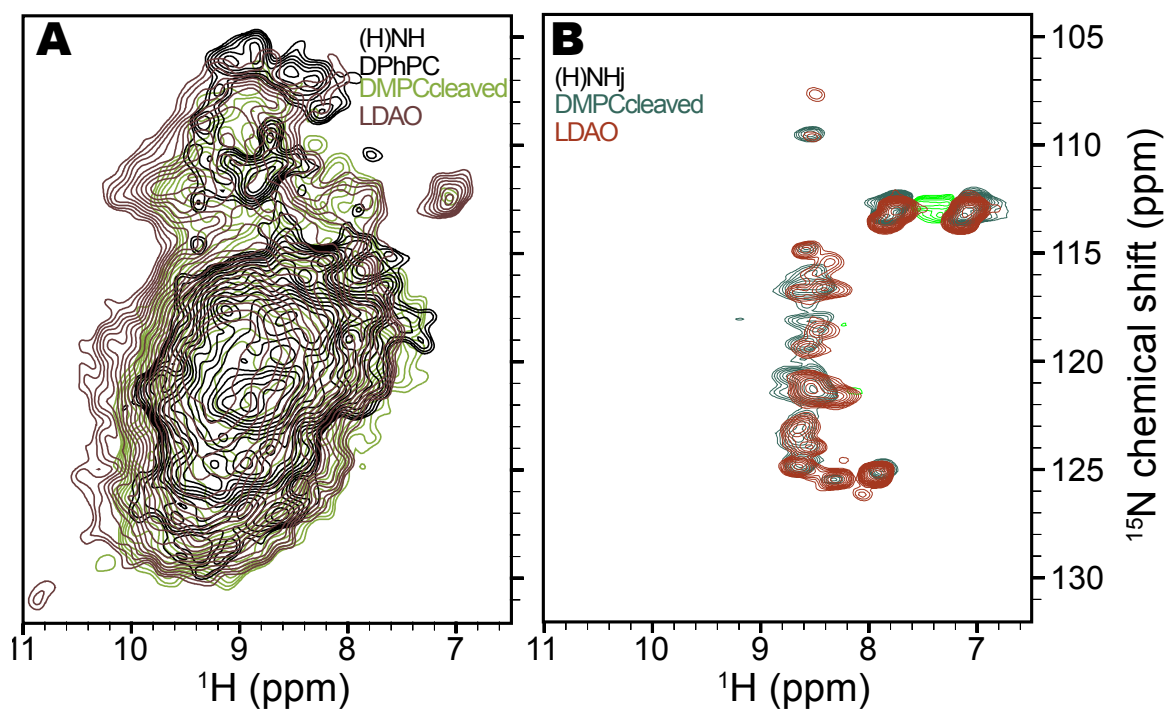 A
(H)NH
DPhPC
DMPCcleaved
LDAO
11 10 9 8 7
¹H (ppm)
B
(H)NHj
DMPCcleaved
LDAO
11 10 9 8 7
¹H (ppm)
105
110
115
120
125
130
¹⁵N chemical shift (ppm)